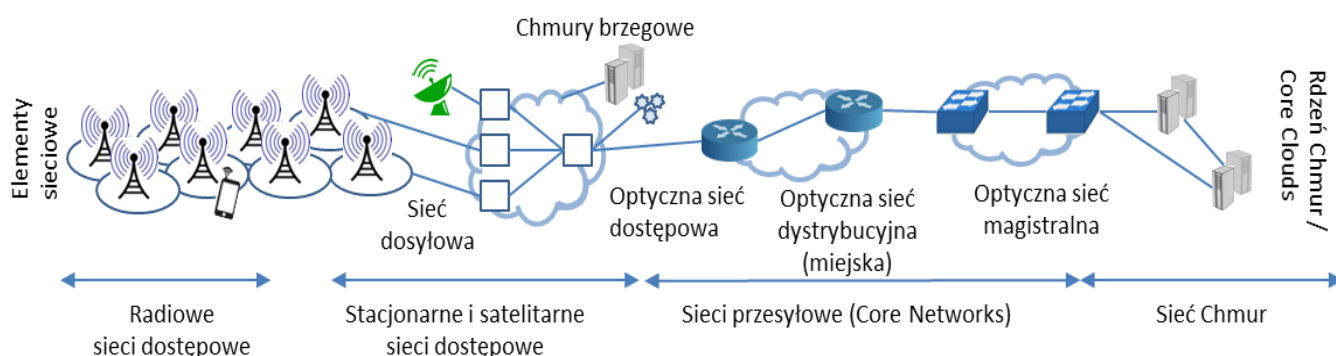 Chmury brzegowe
Elementy
sieciowe
Rdzeń Chmur /
Core Clouds
Sieć
dosyłowa
Optyczna sieć
dostępowa
Optyczna sieć
dystrybucyjna
(miejska)
Optyczna sieć
magistralna
Radiowe
sieci dostępowe
Stacjonarne i satelitarne
sieci dostępowe
Sieci przesyłowe (Core Networks)
Sieć Chmur